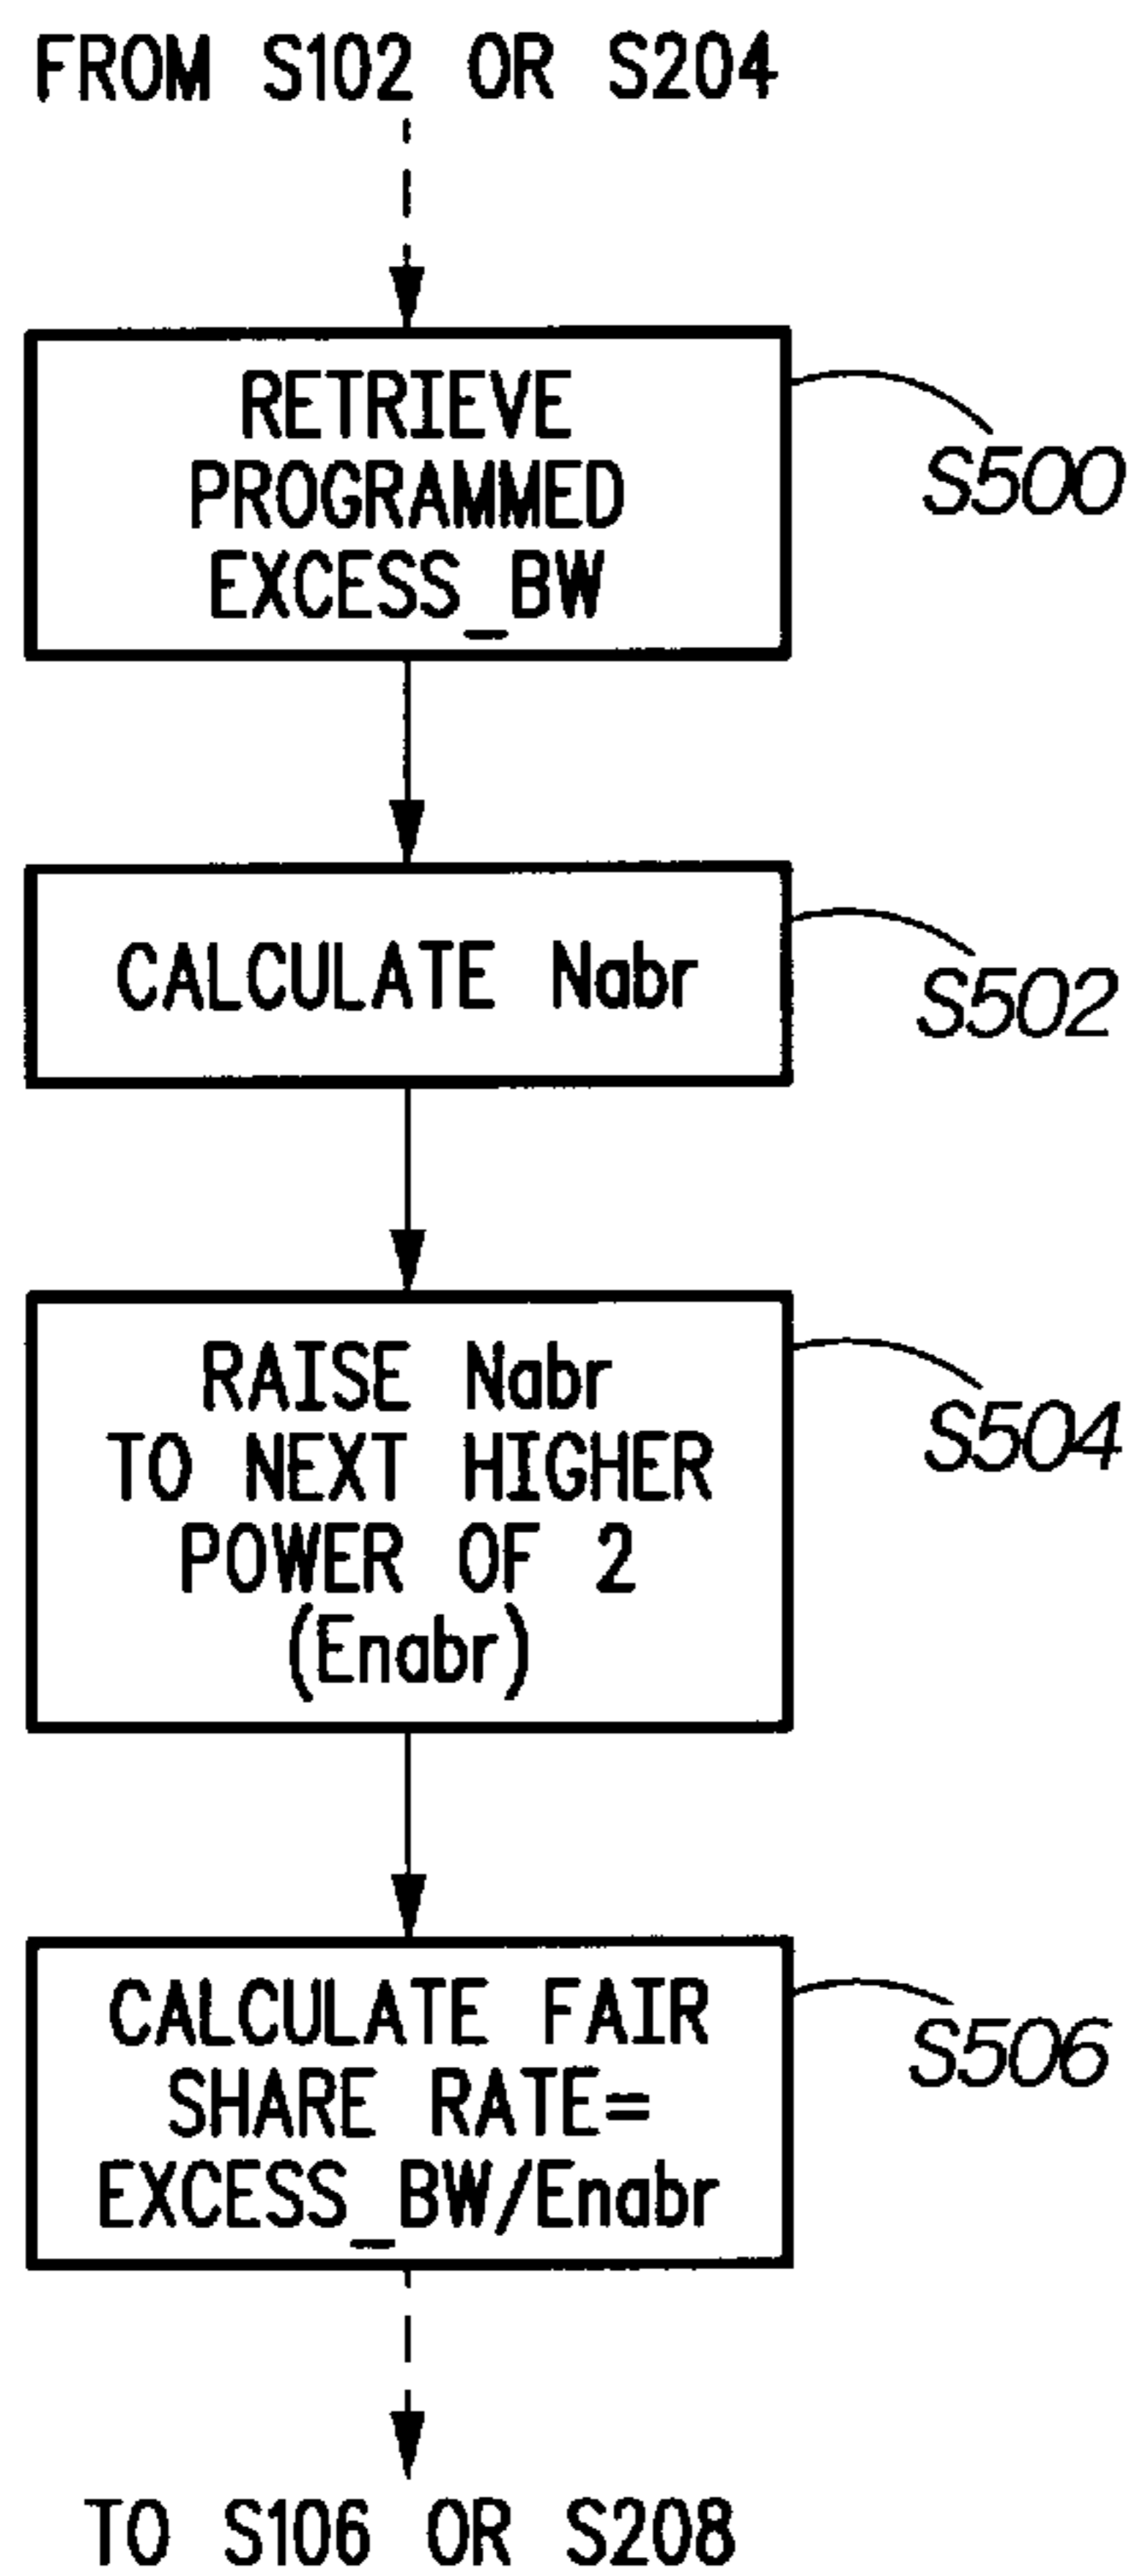 FROM S102 OR S204
RETRIEVE
PROGRAMMED
EXCESS_BW
S500
CALCULATE Nabr
S502
RAISE Nabr
TO NEXT HIGHER
POWER OF 2
(Enabr)
S504
CALCULATE FAIR
SHARE RATE=
EXCESS_BW/Enabr
S506
TO S106 OR S208